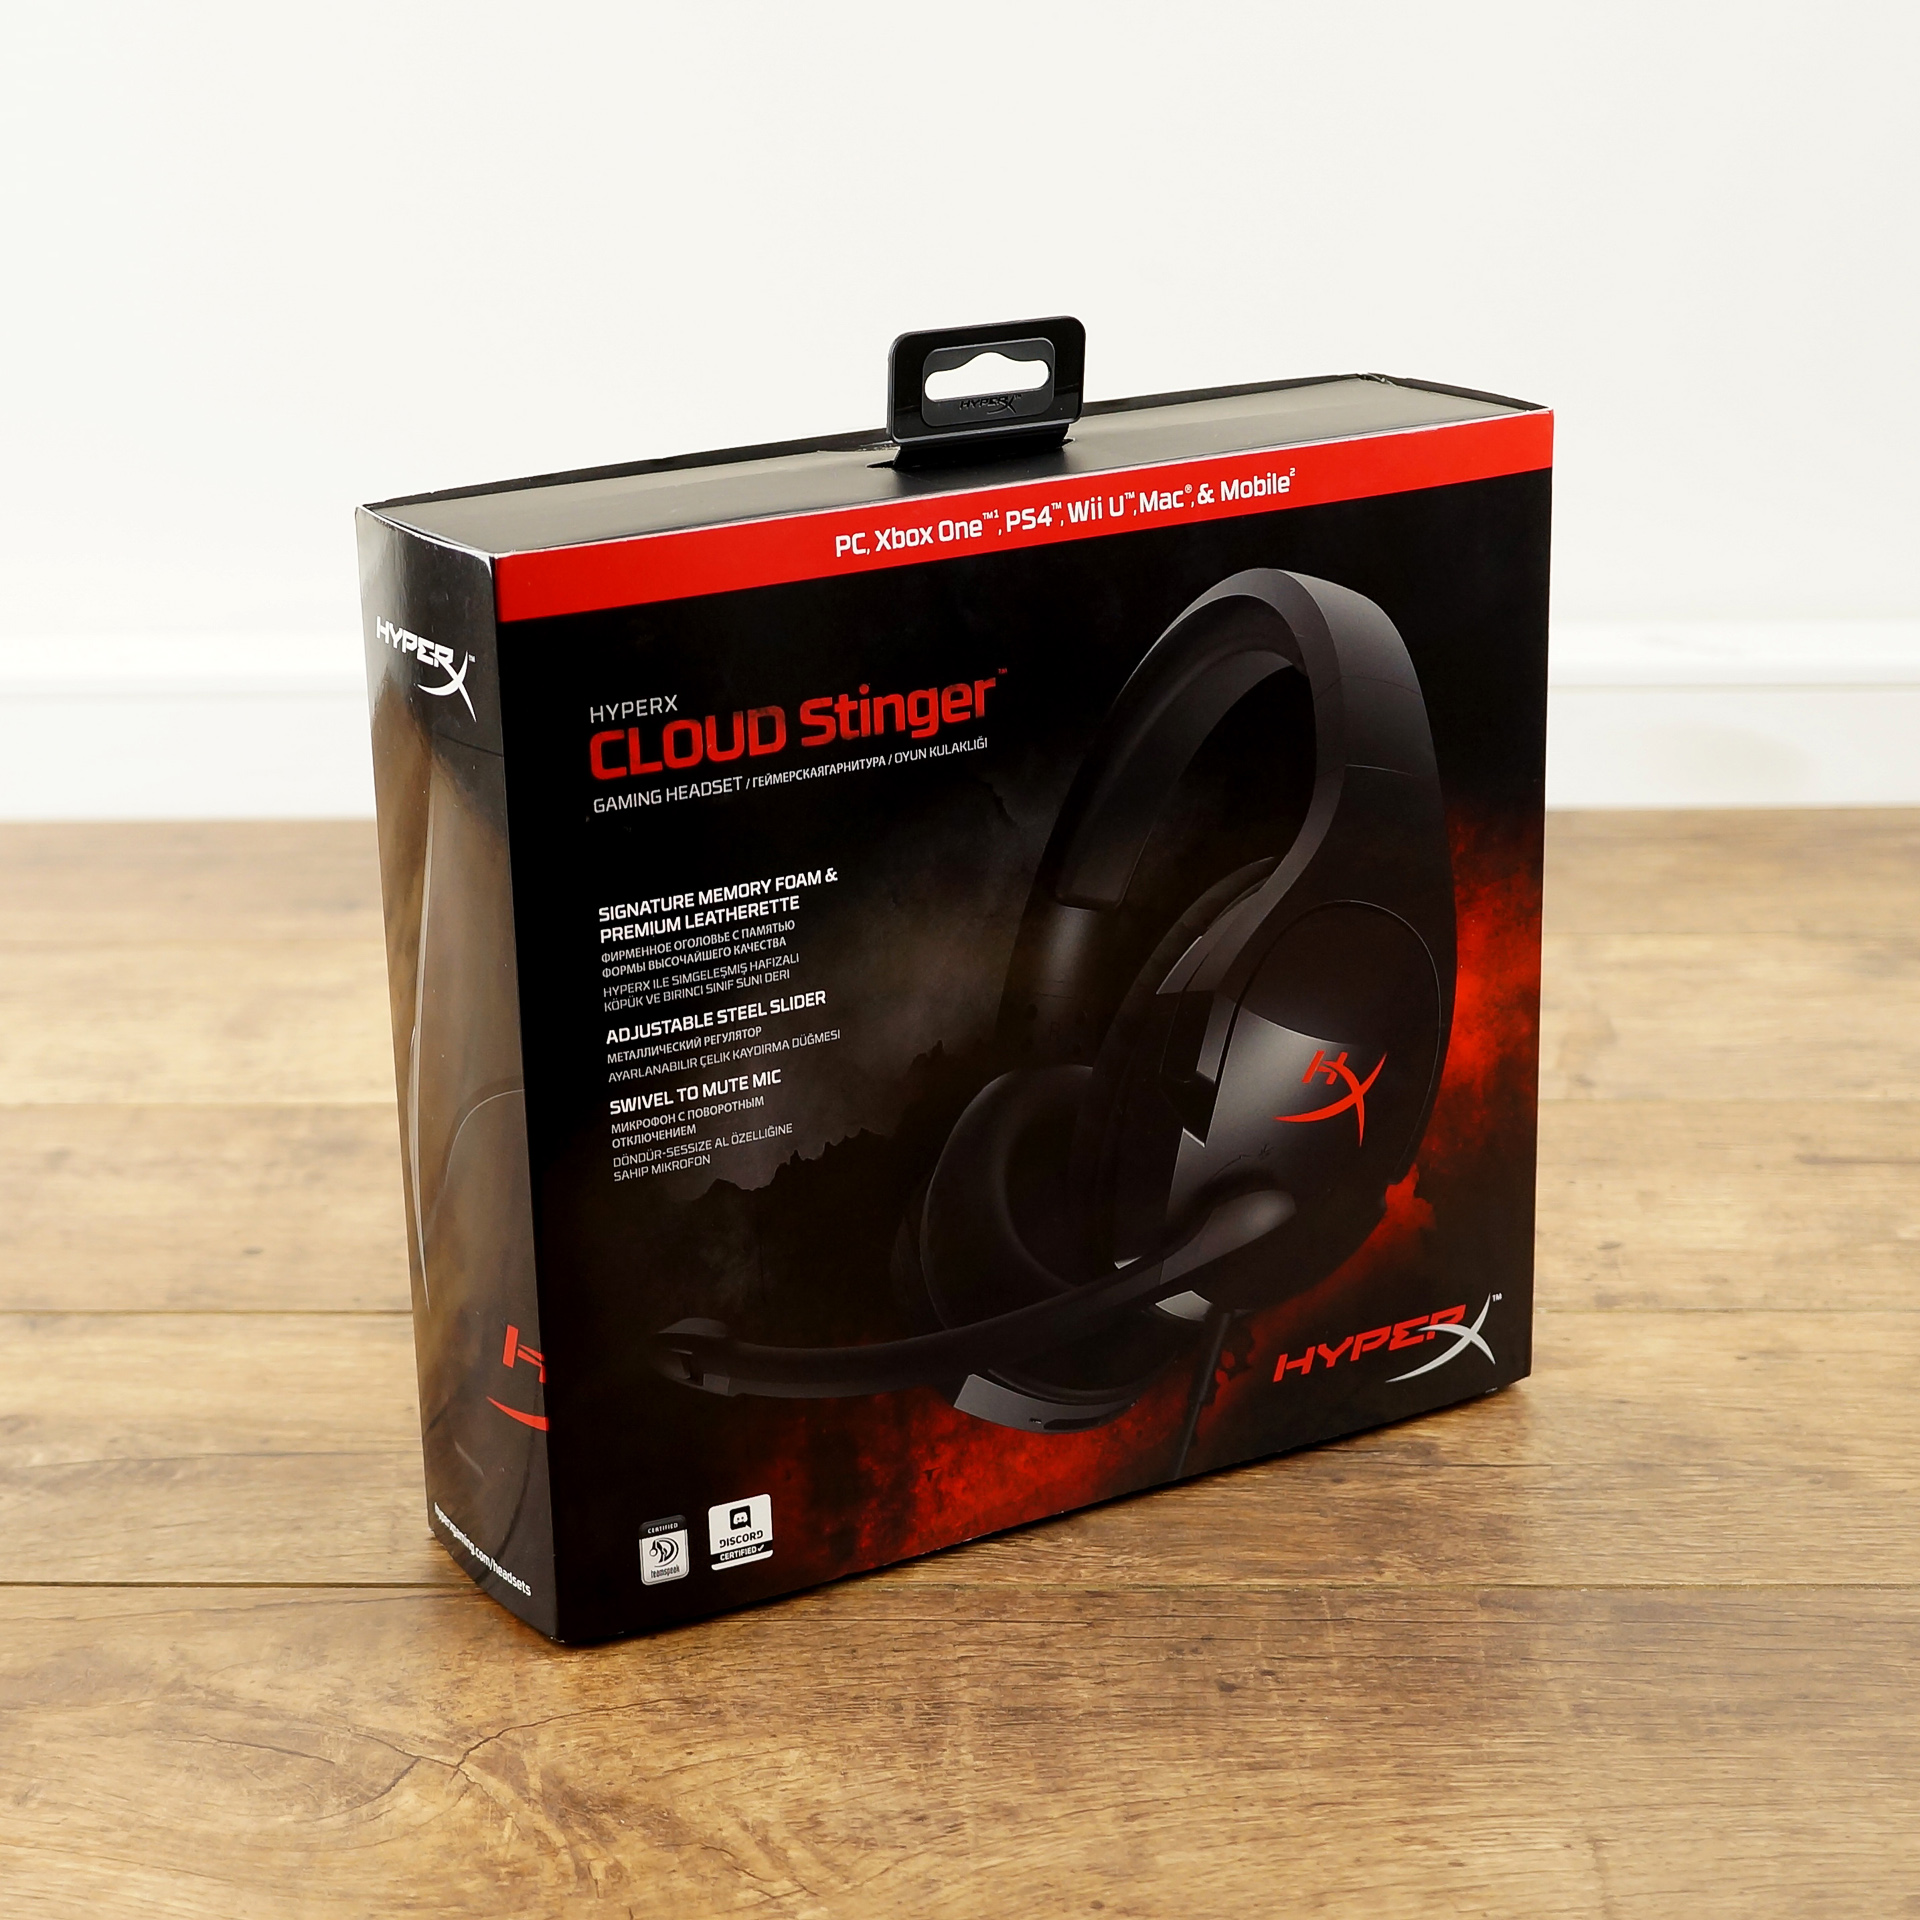 HYPERX
PC, Xbox One™¹, PS4™, Wii U™, Mac®, & Mobile²
HYPERX™
HYPERX
CLOUD Stinger™
GAMING HEADSET / ГЕЙМЕРСКАЯГАРНИТУРА / OYUN KULAKLIĞI
SIGNATURE MEMORY FOAM &
PREMIUM LEATHERETTE
ФИРМЕННОЕ ОГОЛОВЬЕ С ПАМЯТЬЮ
ФОРМЫ ВЫСОЧАЙШЕГО КАЧЕСТВА
HYPERX ILE SIMGELEŞMIŞ HAFIZALI
KÖPÜK VE BIRINCI SINIF SUNI DERI
ADJUSTABLE STEEL SLIDER
МЕТАЛЛИЧЕСКИЙ РЕГУЛЯТОР
AYARLANABILIR ÇELIK KAYDIRMA DÜĞMESI
SWIVEL TO MUTE MIC
МИКРОФОН С ПОВОРОТНЫМ
ОТКЛЮЧЕНИЕМ
DÖNDÜR-SESSIZE AL ÖZELLIĞINE
SAHIP MIKROFON
HX
HYPERX™
H
CERTIFIED
teamspeak
DISCORD
CERTIFIED ✓
hyperxgaming.com/headsets